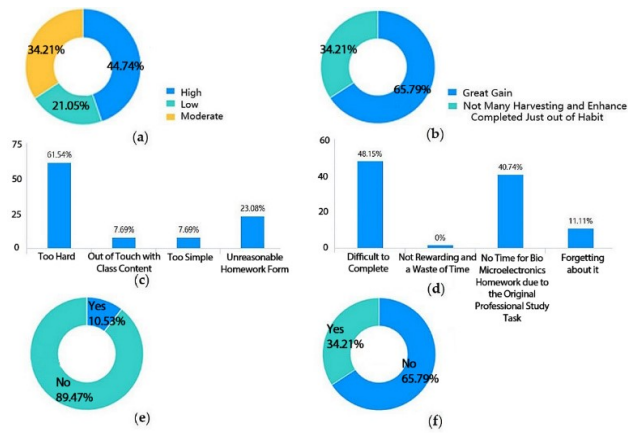 34.21%
44.74%
21.05%
High
Low
Moderate
(a)
34.21%
65.79%
Great Gain
Not Many Harvesting and Enhance
Completed Just out of Habit
(b)
75
50
25
0
61.54%
7.69%
7.69%
23.08%
Too Hard
Out of Touch with
Class Content
Too Simple
Unreasonable
Homework Form
(c)
60
40
20
0
48.15%
0%
40.74%
11.11%
Difficult to
Complete
Not Rewarding and
a Waste of Time
No Time for Bio
Microelectronics
Homework due to
the Original
Professional Study
Task
Forgetting
about it
(d)
Yes
10.53%
No
89.47%
(e)
Yes
34.21%
No
65.79%
(f)